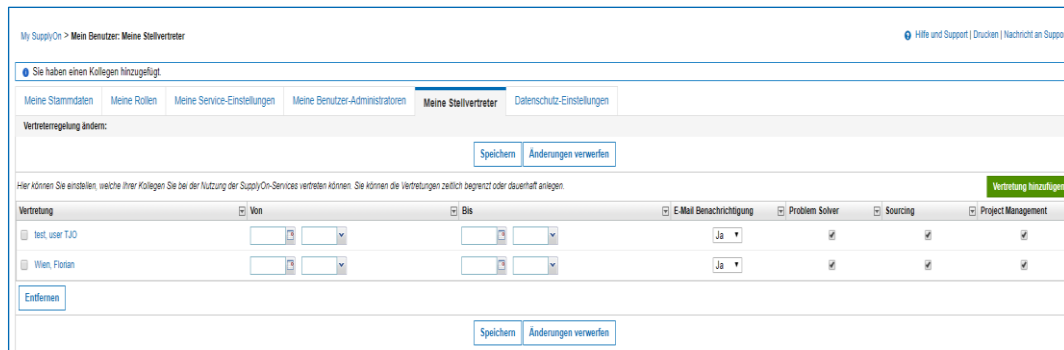 My SupplyOn > Mein Benutzer: Meine Stellvertreter
Hilfe und Support | Drucken | Nachricht an Suppor
Sie haben einen Kollegen hinzugefügt.
Meine Stammdaten Meine Rollen Meine Service-Einstellungen Meine Benutzer-Administratoren Meine Stellvertreter Datenschutz-Einstellungen
Vertreterregelung ändern:
Speichern Änderungen verwerfen
Hier können Sie einstellen, welche Ihrer Kollegen Sie bei der Nutzung der SupplyOn-Services vertreten können. Sie können die Vertretungen zeitlich begrenzt oder dauerhaft anlegen.
Vertretung hinzufügen
Vertretung Von Bis E-Mail Benachrichtigung Problem Solver Sourcing Project Management
test, user TJO Ja
Wien, Florian Ja
Entfernen
Speichern Änderungen verwerfen